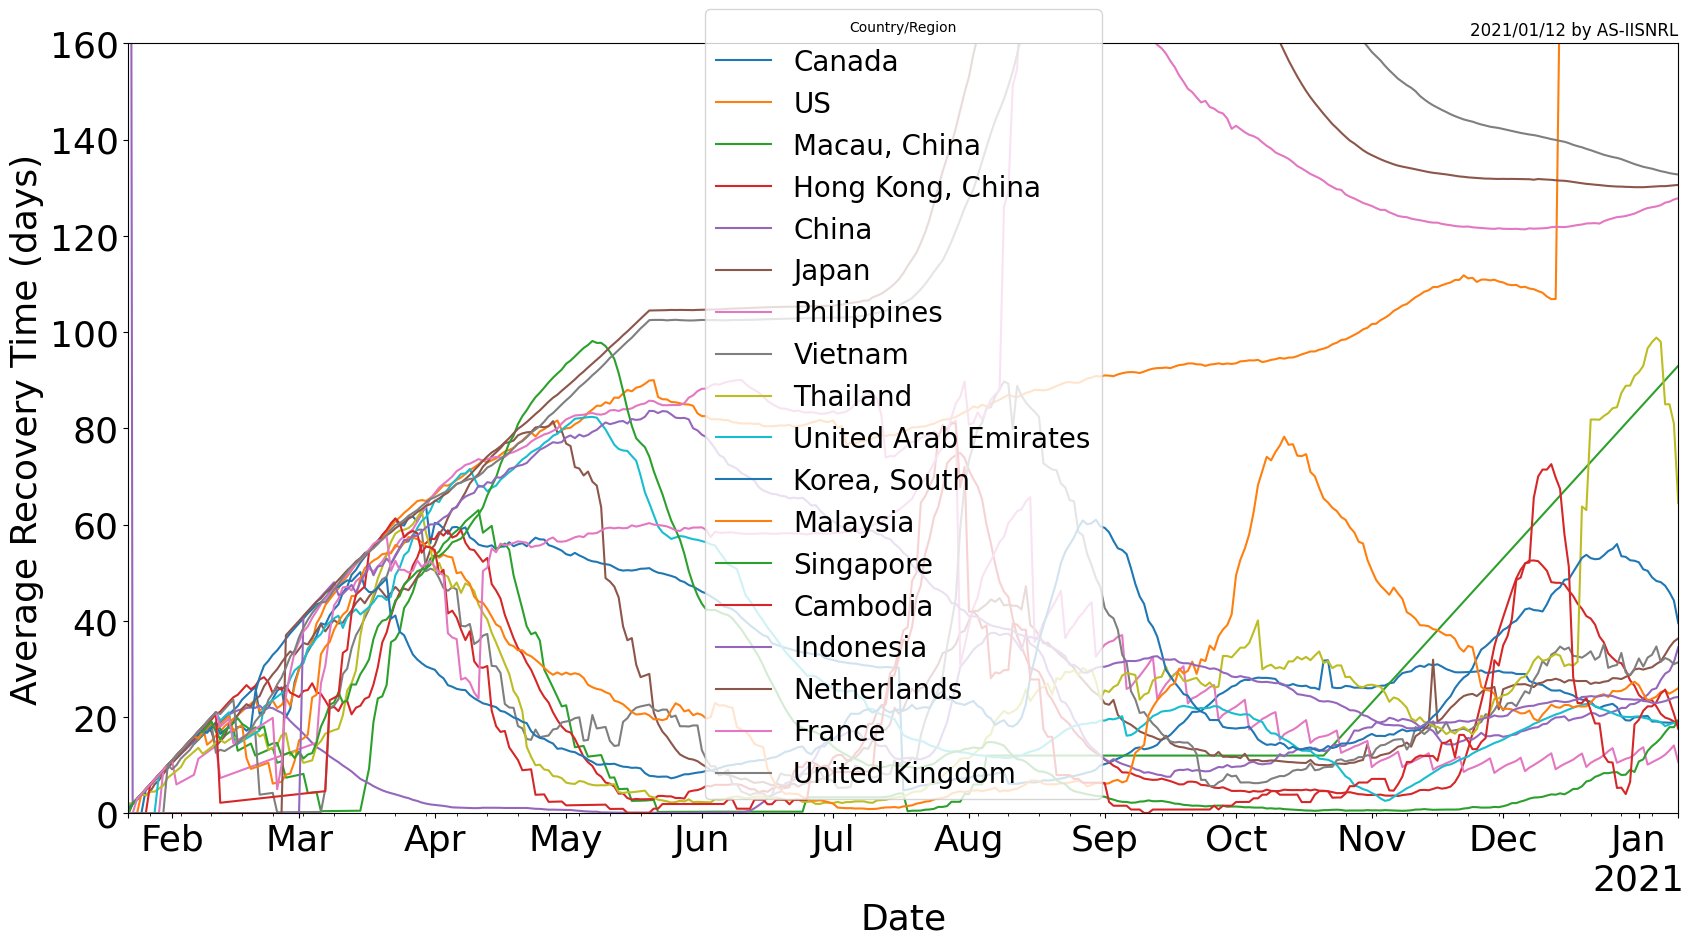 Country/Region
2021/01/12 by AS-IISNRL
Canada
US
Macau, China
Hong Kong, China
China
Japan
Philippines
Vietnam
Thailand
United Arab Emirates
Korea, South
Malaysia
Singapore
Cambodia
Indonesia
Netherlands
France
United Kingdom
Average Recovery Time (days)
160
140
120
100
80
60
40
20
0
Feb Mar Apr May Jun Jul Aug Sep Oct Nov Dec Jan
2021
Date